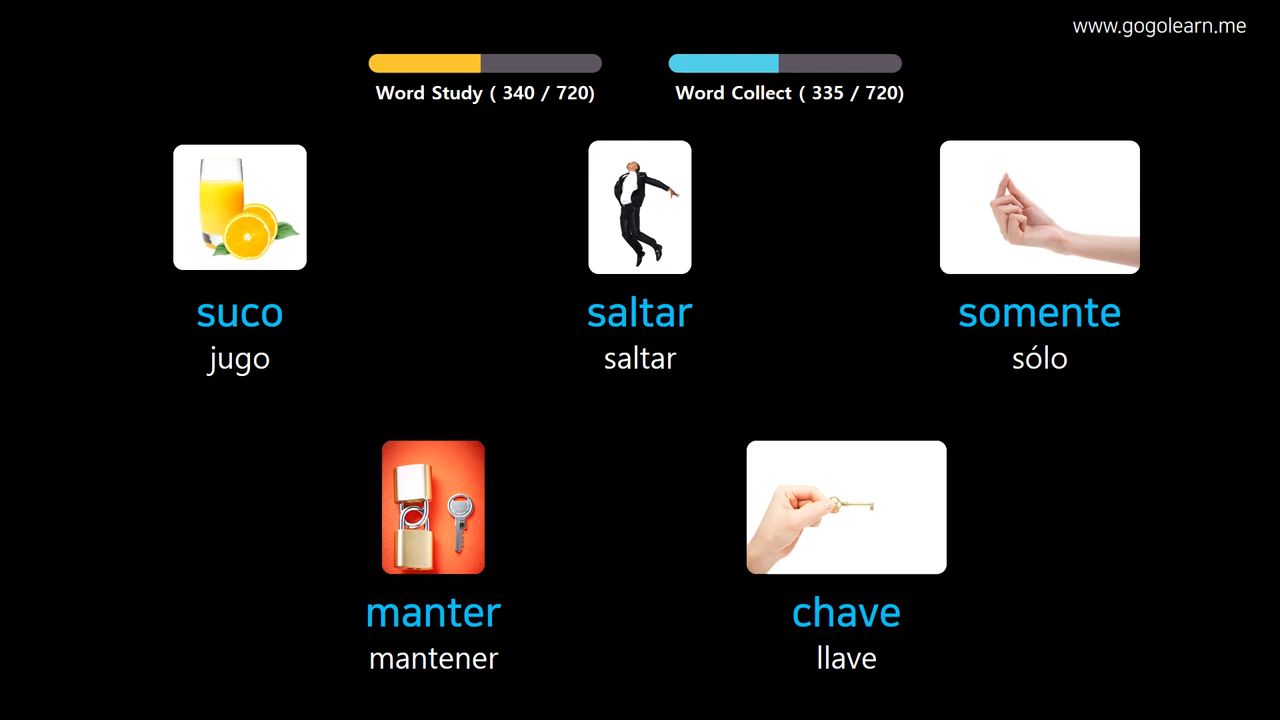 www.gogolearn.me
Word Study ( 340 / 720)
Word Collect ( 335 / 720)
suco
jugo
saltar
saltar
somente
sólo
manter
mantener
chave
llave